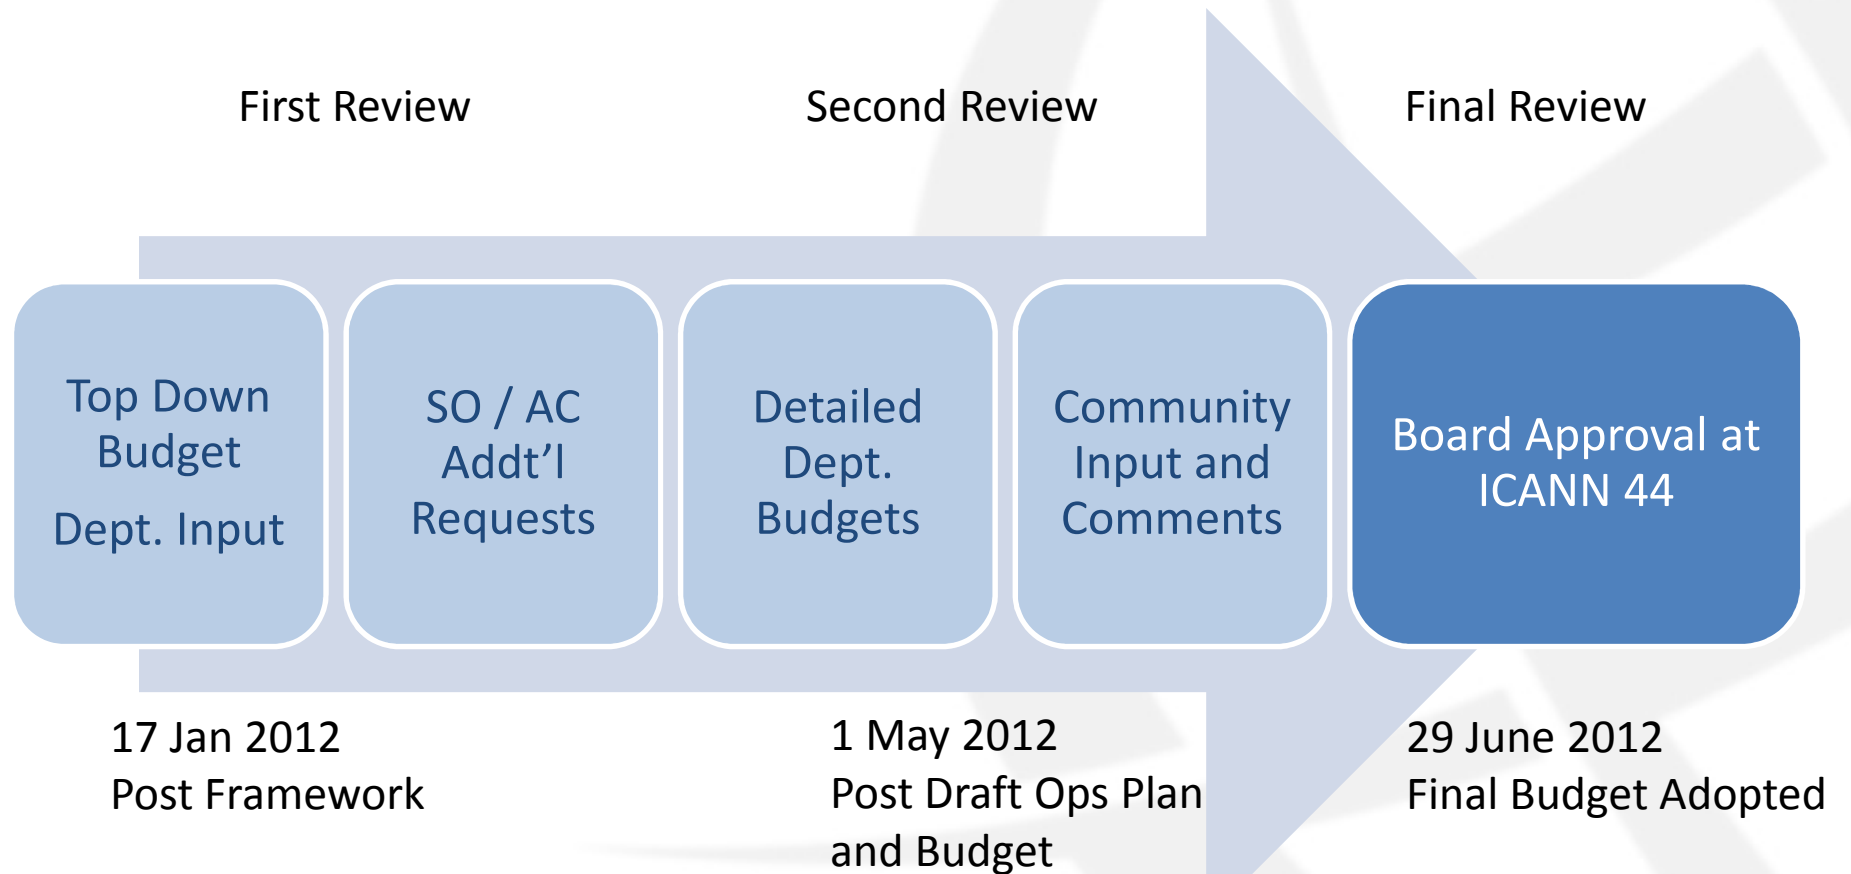 First Review
Second Review
Final Review
Top Down
Budget
Dept. Input
SO / AC
Addt’l
Requests
Detailed
Dept.
Budgets
Community
Input and
Comments
Board Approval at
ICANN 44
17 Jan 2012
Post Framework
1 May 2012
Post Draft Ops Plan
and Budget
29 June 2012
Final Budget Adopted